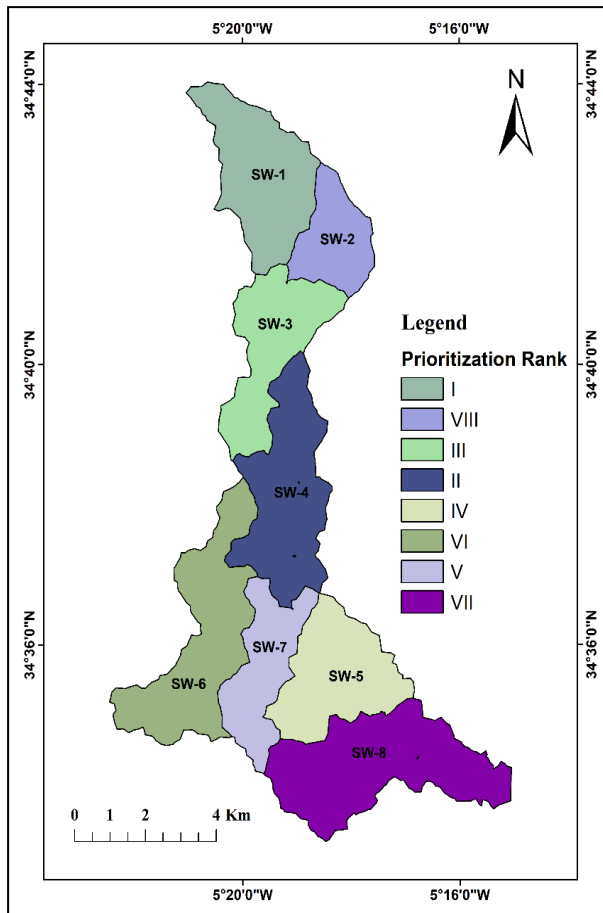 5°20'0"W 5°16'0"W
34°44'0"N 34°44'0"N
N
SW-1
SW-2
SW-3
Legend
34°40'0"N 34°40'0"N
Prioritization Rank
I
VIII
III
II
SW-4
IV
VI
V
VII
34°36'0"N 34°36'0"N
SW-7
SW-5
SW-6
SW-8
0 1 2 4 Km
5°20'0"W 5°16'0"W